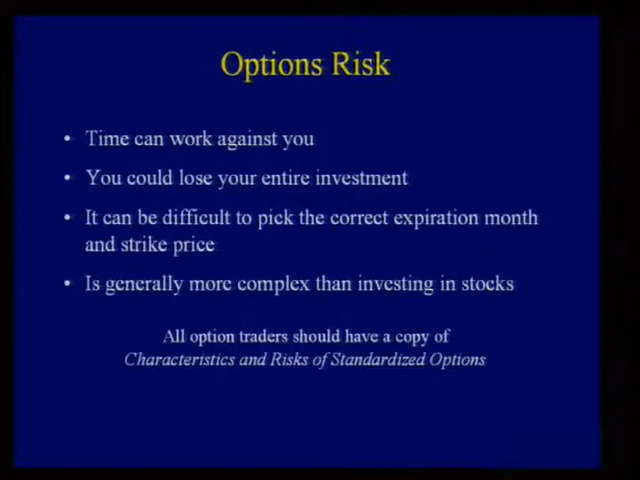 Options Risk
• Time can work against you
• You could lose your entire investment
• It can be difficult to pick the correct expiration month
and strike price
• Is generally more complex than investing in stocks
All option traders should have a copy of
Characteristics and Risks of Standardized Options